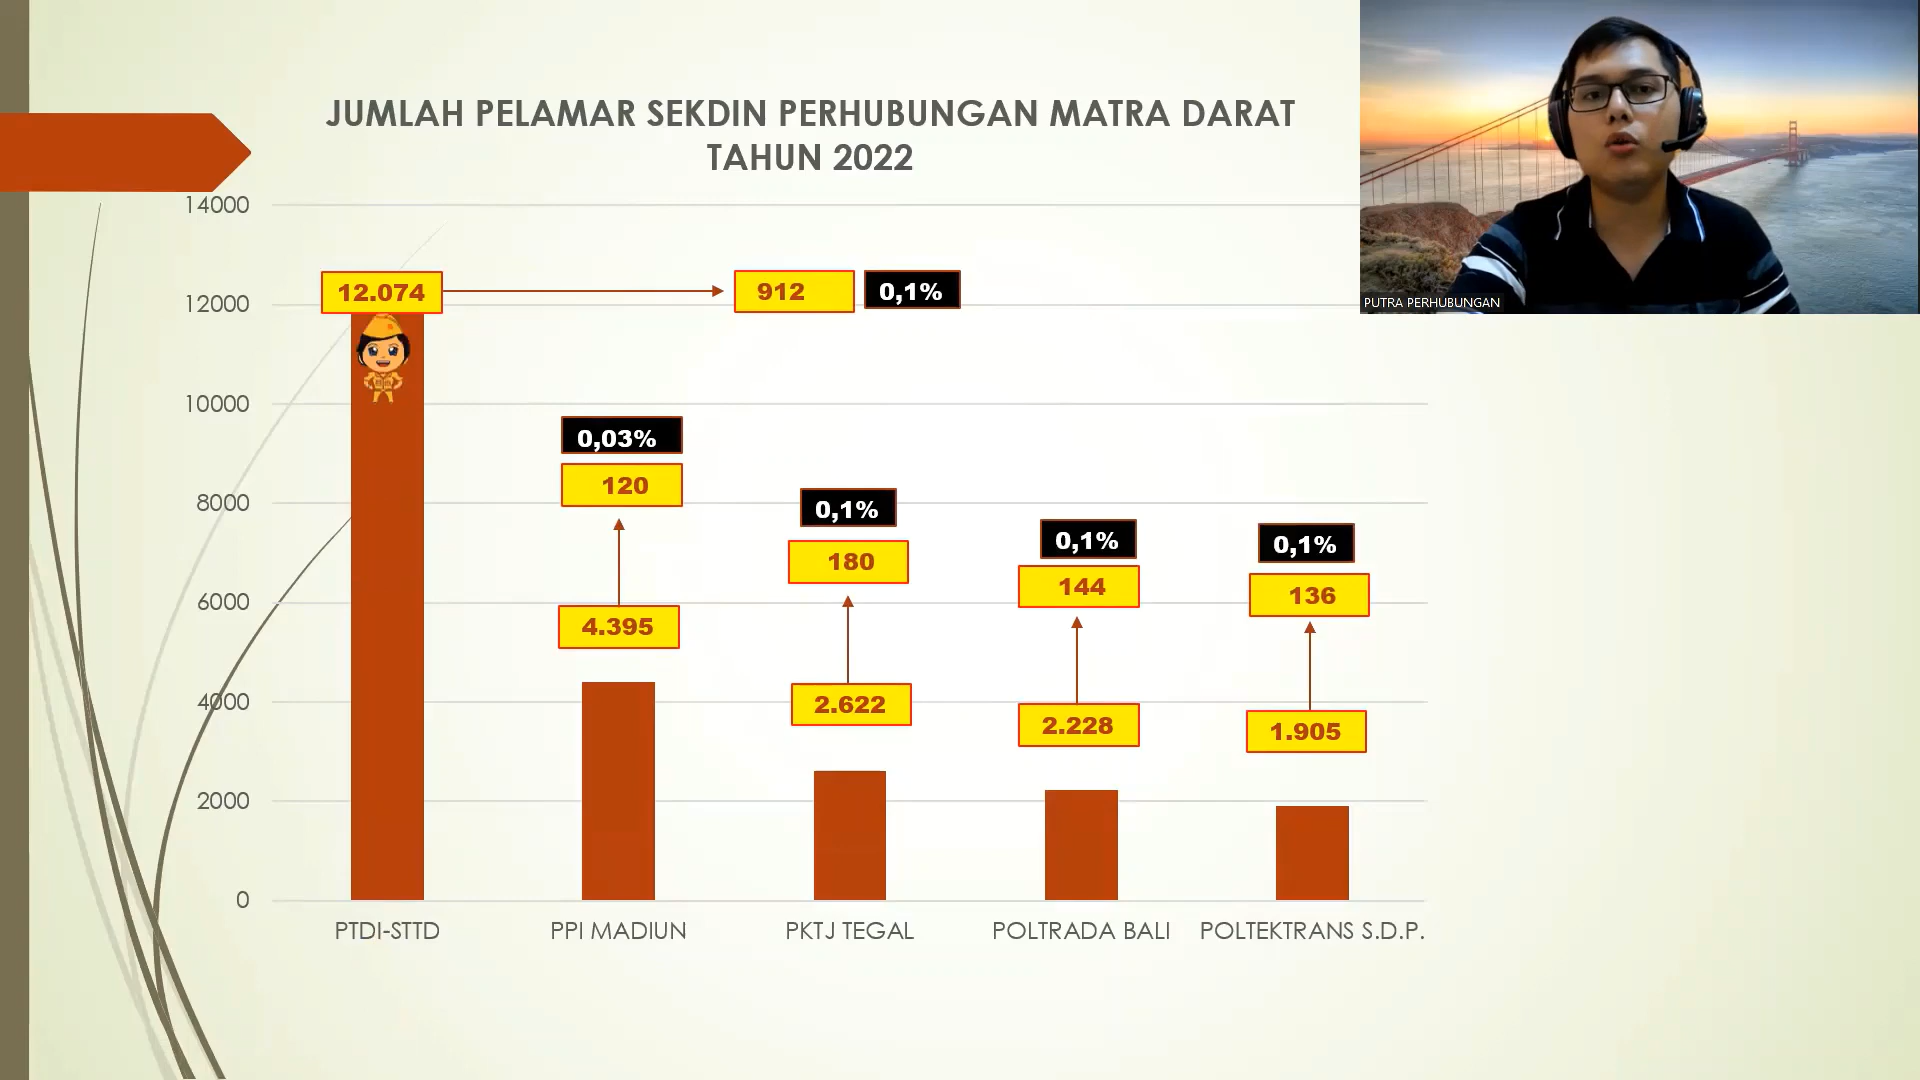 JUMLAH PELAMAR SEKDIN PERHUBUNGAN MATRA DARAT
TAHUN 2022
PUTRA PERHUBUNGAN
14000
12000
10000
8000
6000
4000
2000
0
12.074
912
0,1%
0,03%
120
4.395
0,1%
180
2.622
0,1%
144
2.228
0,1%
136
1.905
PTDI-STTD
PPI MADIUN
PKTJ TEGAL
POLTRADA BALI
POLTEKTRANS S.D.P.